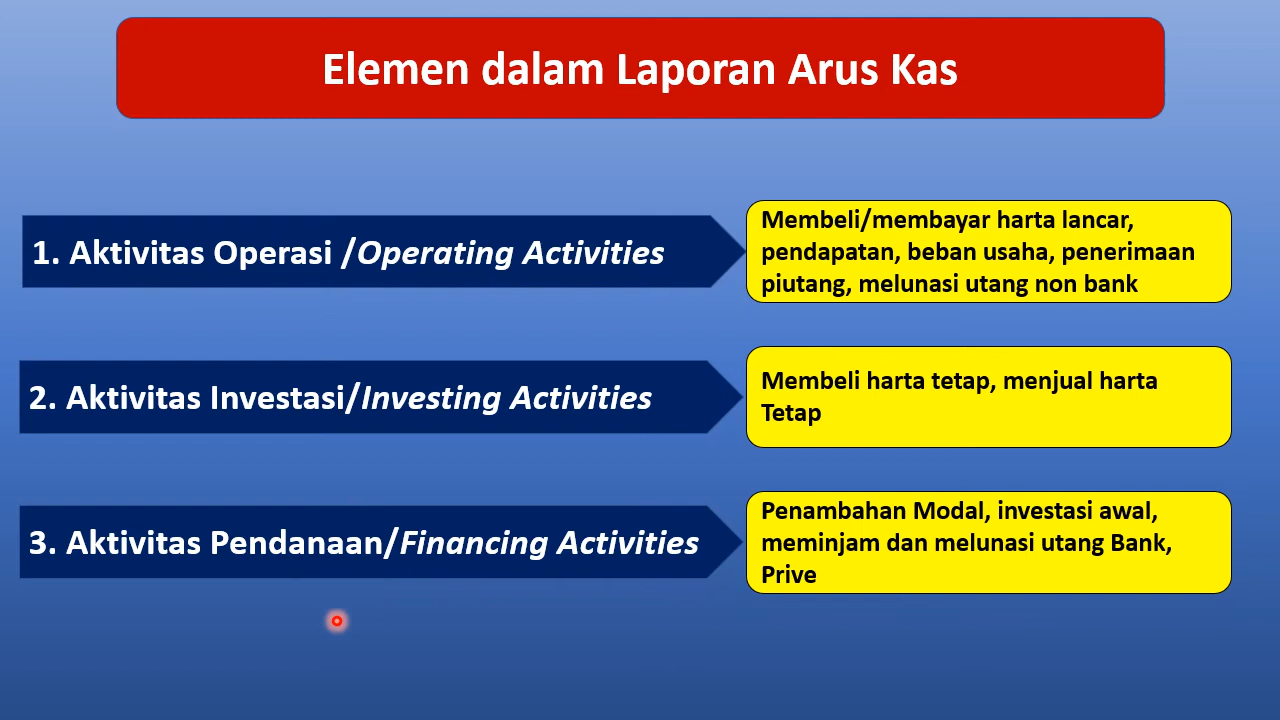 Elemen dalam Laporan Arus Kas
1. Aktivitas Operasi /Operating Activities
Membeli/membayar harta lancar,
pendapatan, beban usaha, penerimaan
piutang, melunasi utang non bank
2. Aktivitas Investasi/Investing Activities
Membeli harta tetap, menjual harta
Tetap
3. Aktivitas Pendanaan/Financing Activities
Penambahan Modal, investasi awal,
meminjam dan melunasi utang Bank,
Prive